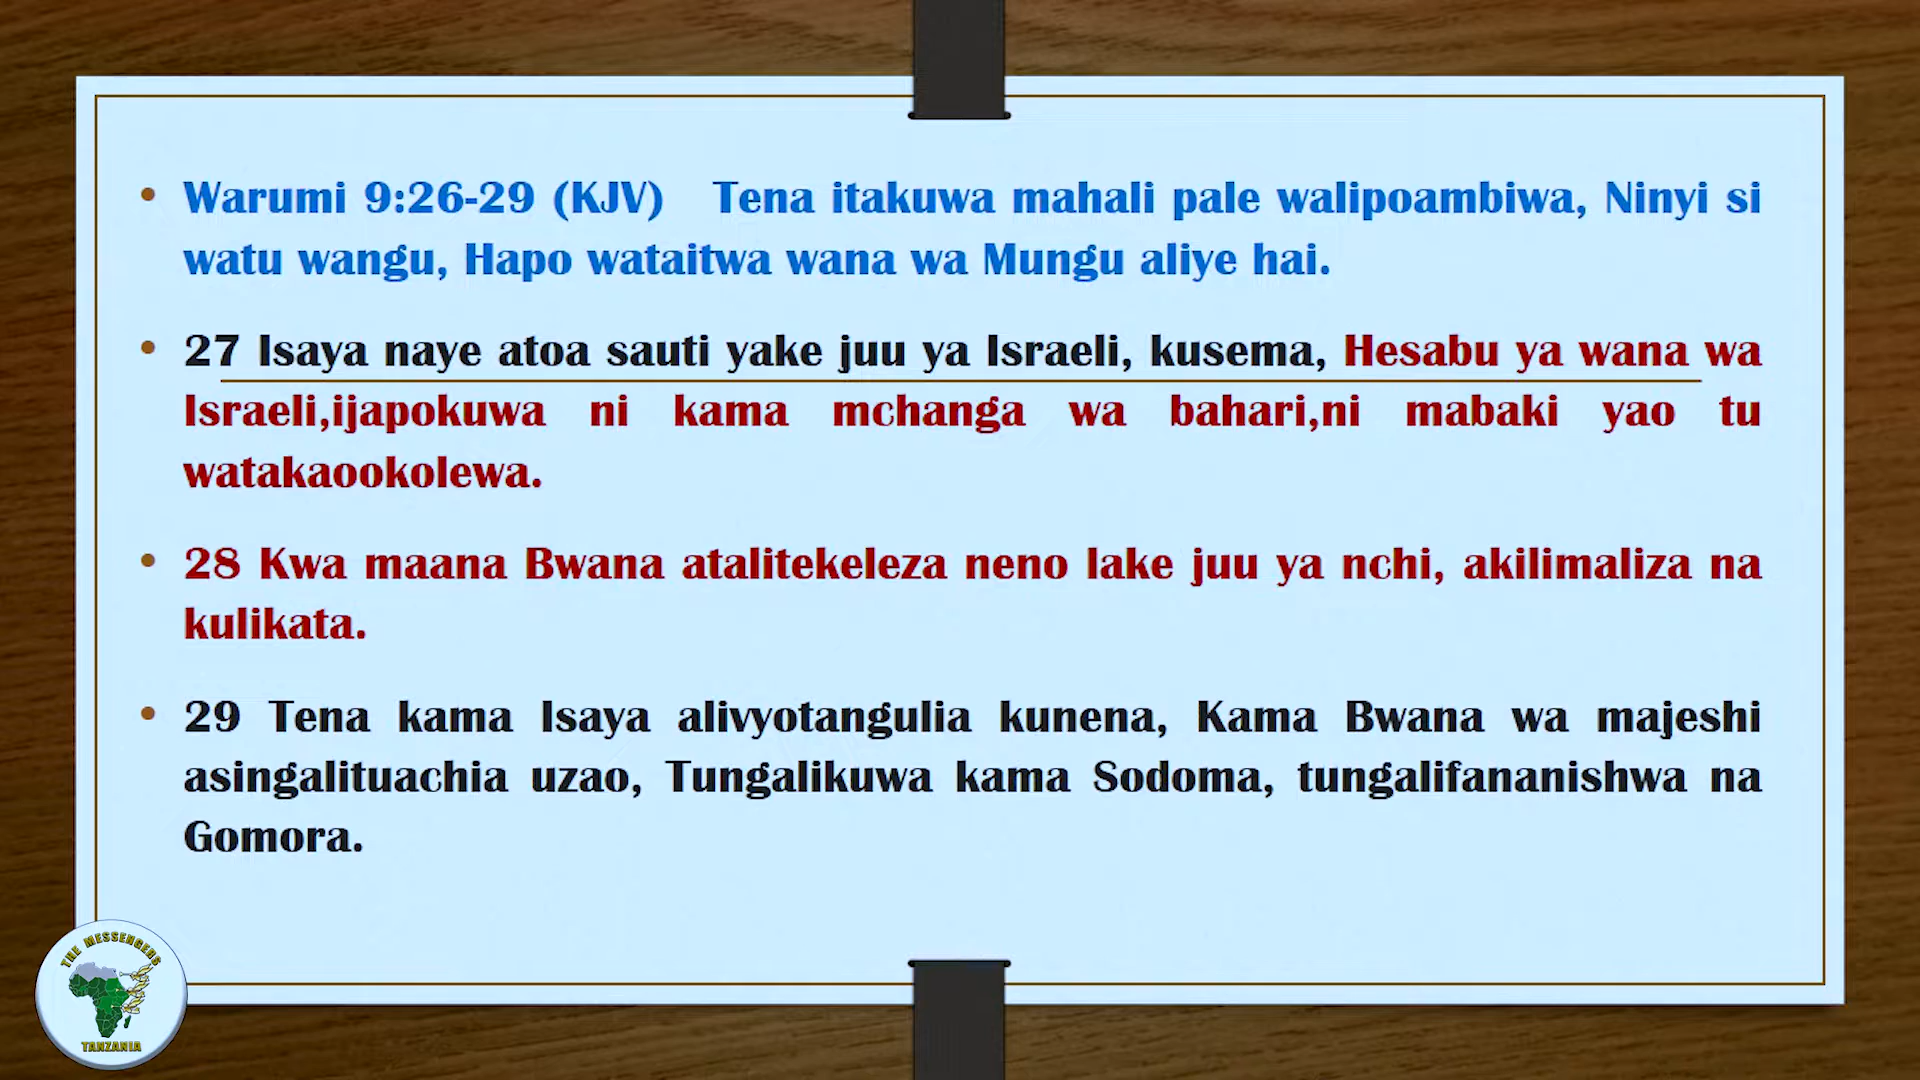 • Warumi 9:26-29 (KJV) Tena itakuwa mahali pale walipoambiwa, Ninyi si
watu wangu, Hapo wataitwa wana wa Mungu aliye hai.
• 27 Isaya naye atoa sauti yake juu ya Israeli, kusema, Hesabu ya wana wa
Israeli,ijapokuwa ni kama mchanga wa bahari,ni mabaki yao tu
watakaookolewa.
• 28 Kwa maana Bwana atalitekeleza neno lake juu ya nchi, akilimaliza na
kulikata.
• 29 Tena kama Isaya alivyotangulia kunena, Kama Bwana wa majeshi
asingalituachia uzao, Tungalikuwa kama Sodoma, tungalifananishwa na
Gomora.
THE MESSENGERS
TANZANIA